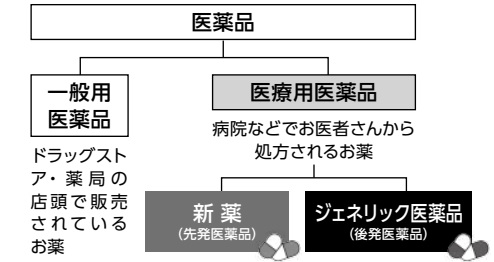 医薬品
一般用
医薬品
ドラッグスト
ア・薬局の
店頭で販売
されている
お薬
医療用医薬品
病院などでお医者さんから
処方されるお薬
新薬
(先発医薬品)
ジェネリック医薬品
(後発医薬品)